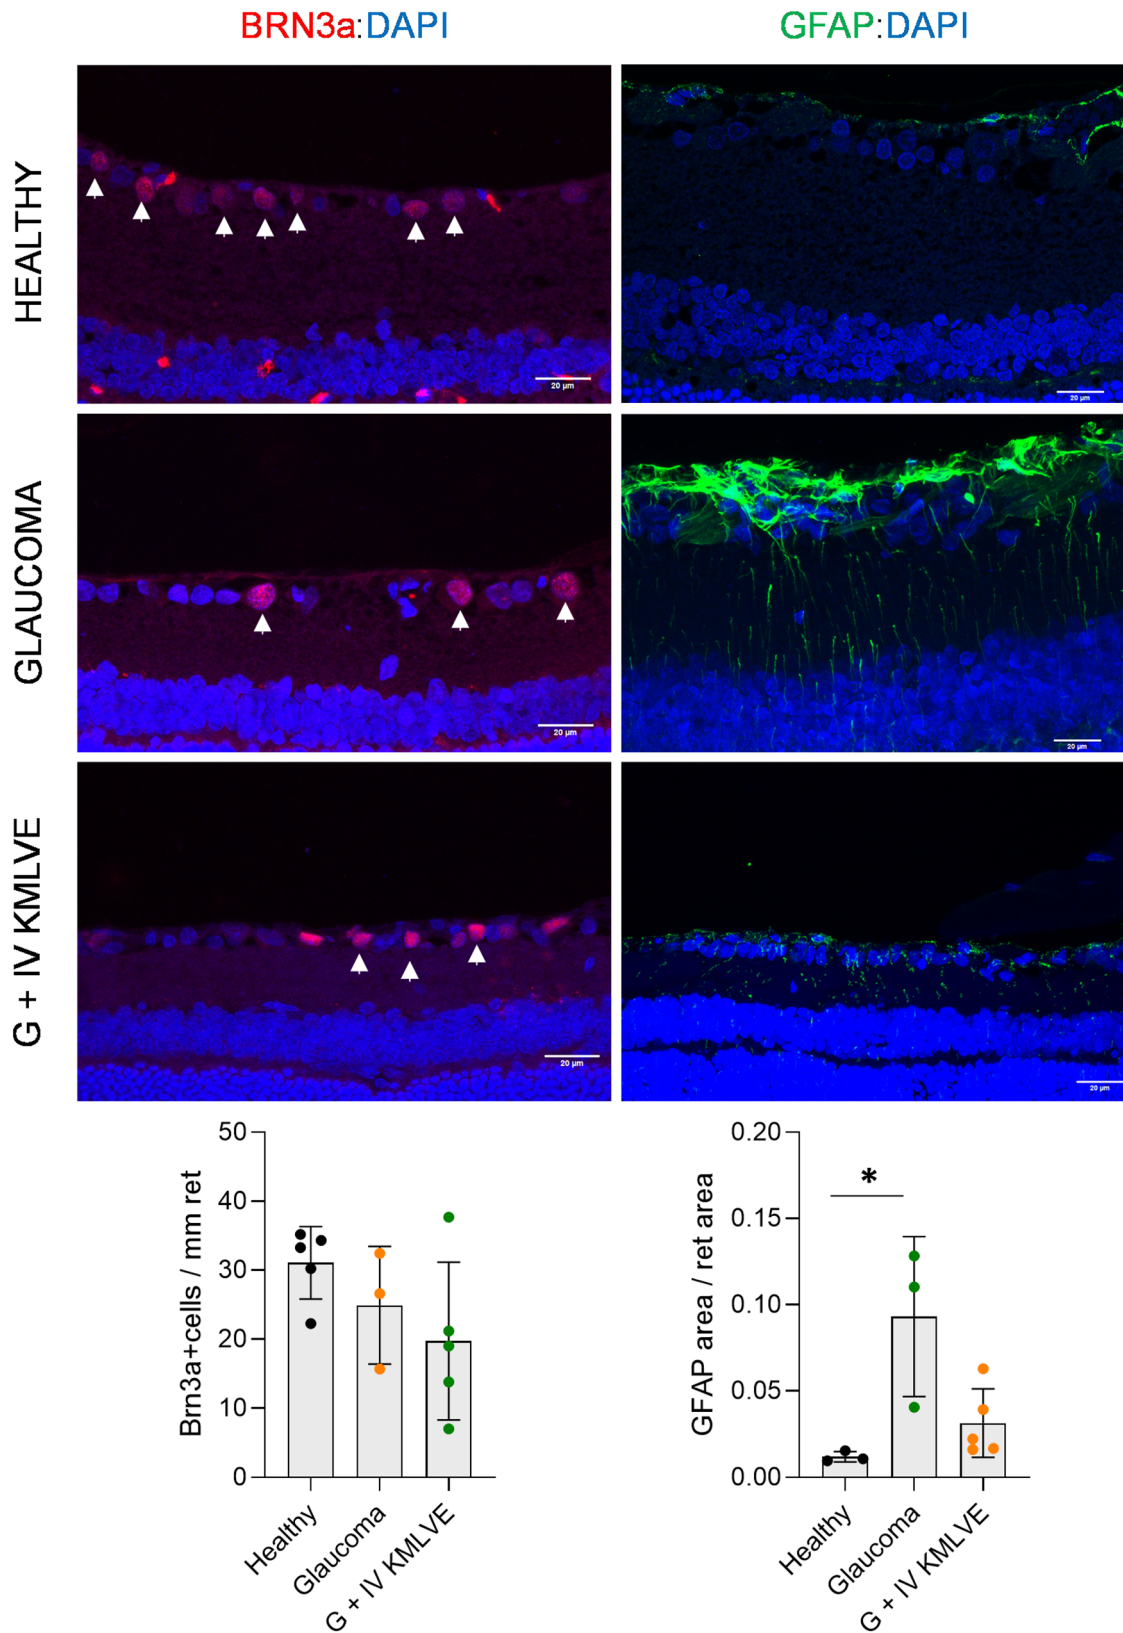 BRN3a:DAPI
GFAP:DAPI
HEALTHY
20 µm
20 µm
GLAUCOMA
20 µm
20 µm
G + IV KMLVE
20 µm
20 µm
Brn3a+cells / mm ret
50
40
30
20
10
0
Healthy
Glaucoma
G + IV KMLVE
GFAP area / ret area
0.20
0.15
0.10
0.05
0.00
*
Healthy
Glaucoma
G + IV KMLVE